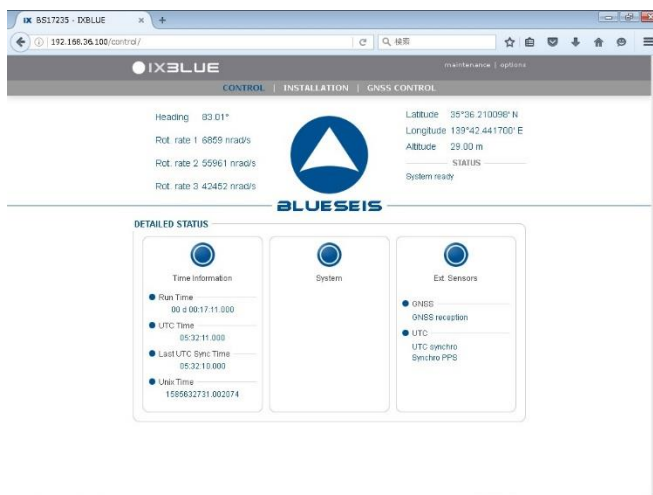 BS17235 - IXBLUE
192.168.36.100/control/
検索
IXBLUE
maintenance | options
CONTROL | INSTALLATION | GNSS CONTROL
Heading 83.01°
Rot. rate 1 6859 nrad/s
Rot. rate 2 55961 nrad/s
Rot. rate 3 42452 nrad/s
BLUESEIS
Latitude 35°36.210098' N
Longitude 139°42.441700' E
Altitude 29.00 m
STATUS
System ready
DETAILED STATUS
Time Information
Run Time
00 d 00:17:11.000
UTC Time
05:32:11.000
Last UTC Sync Time
05:32:10.000
Unix Time
1585632731.002074
System
Ext. Sensors
GNSS
GNSS reception
UTC
UTC synchro
Synchro PPS